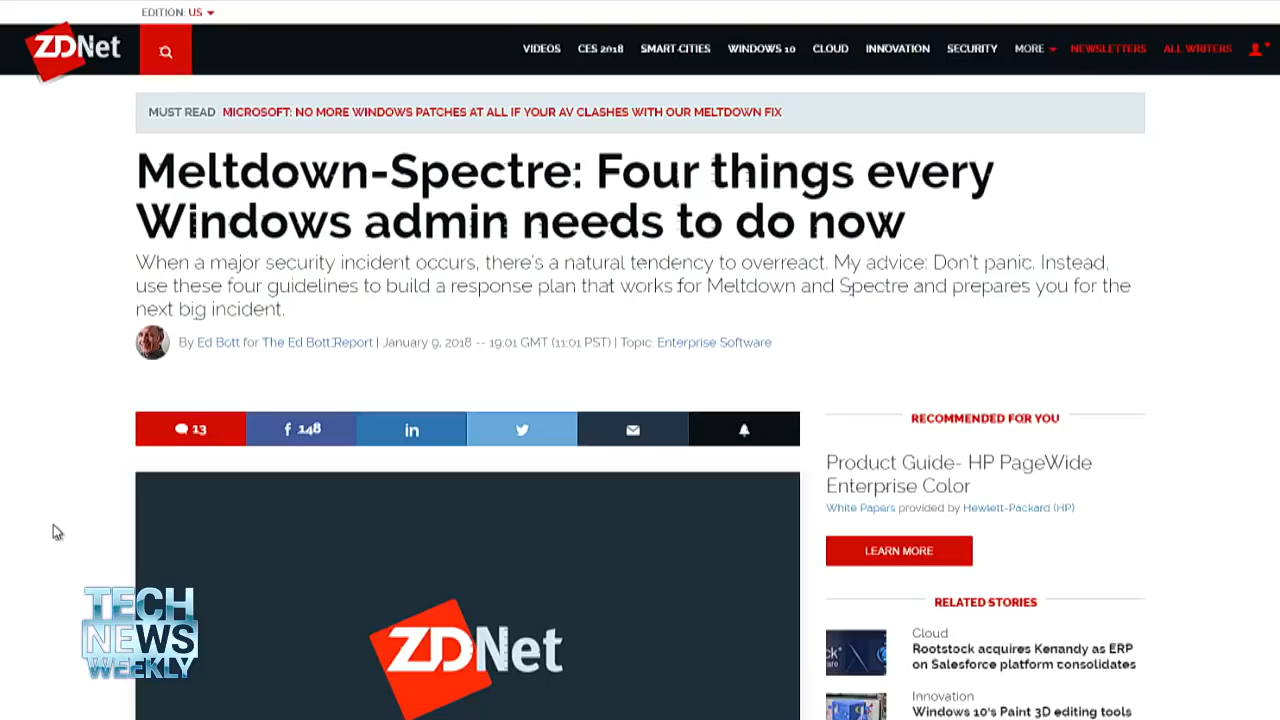 EDITION: US
ZDNet
VIDEOS CES 2018 SMART CITIES WINDOWS 10 CLOUD INNOVATION SECURITY MORE NEWSLETTERS ALL WRITERS
MUST READ MICROSOFT: NO MORE WINDOWS PATCHES AT ALL IF YOUR AV CLASHES WITH OUR MELTDOWN FIX
Meltdown-Spectre: Four things every
Windows admin needs to do now
When a major security incident occurs, there's a natural tendency to overreact. My advice: Don't panic. Instead,
use these four guidelines to build a response plan that works for Meltdown and Spectre and prepares you for the
next big incident.
By Ed Bott for The Ed Bott Report | January 9, 2018 -- 19:01 GMT (11:01 PST) | Topic: Enterprise Software
13
148
RECOMMENDED FOR YOU
Product Guide- HP PageWide
Enterprise Color
White Papers provided by Hewlett-Packard (HP)
LEARN MORE
RELATED STORIES
Cloud
Rootstock acquires Kenandy as ERP
on Salesforce platform consolidates
Innovation
Windows 10's Paint 3D editing tools
ZDNet
TECH
NEWS
WEEKLY